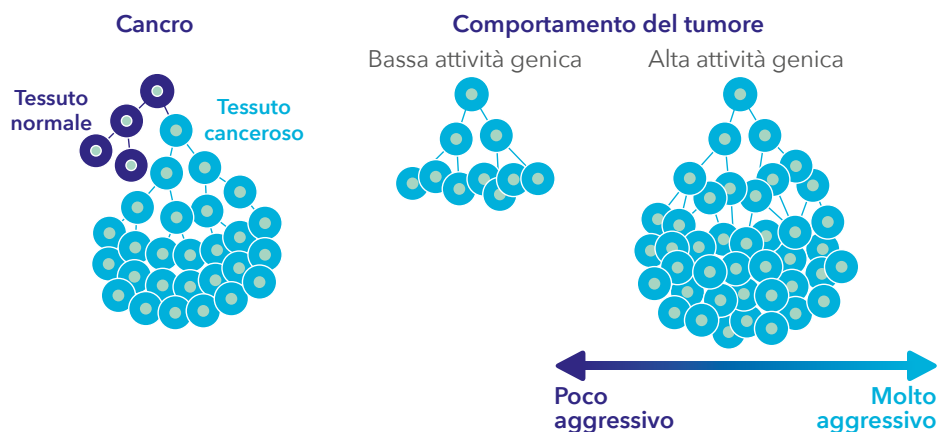 Cancro
Tessuto
normale
Tessuto
canceroso
Comportamento del tumore
Bassa attività genica
Alta attività genica
Poco
aggressivo
Molto
aggressivo